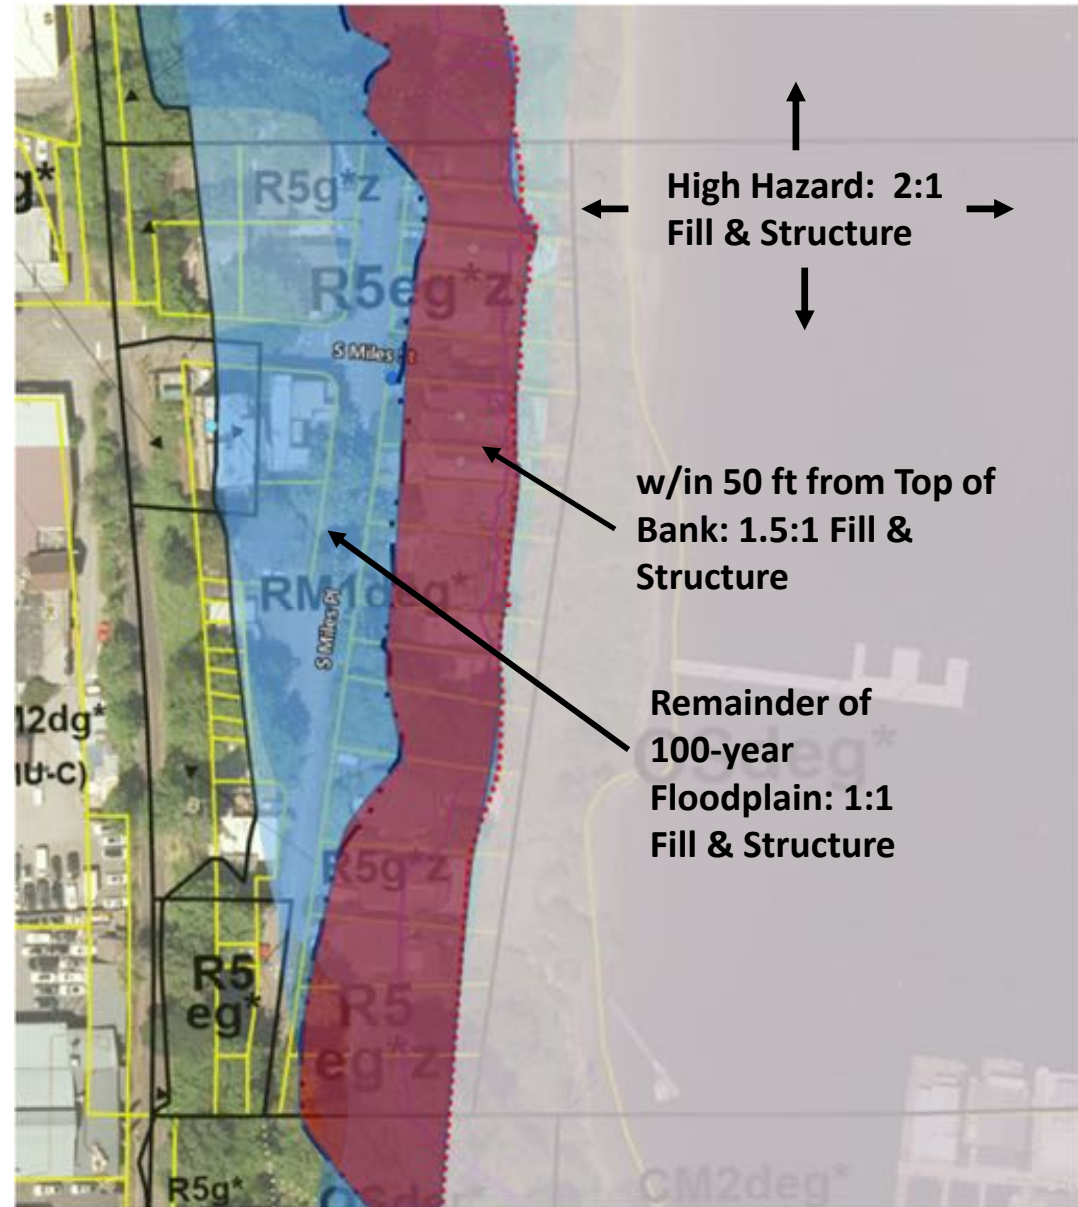 g*
R5g*z
High Hazard: 2:1
Fill & Structure
R5eg*z
S Miles
w/in 50 ft from Top of
Bank: 1.5:1 Fill &
Structure
RM1deg*
S Miles Pl
Remainder of
100-year
Floodplain: 1:1
Fill & Structure
M2dg*
OSdeg*
R5g*z
R5
eg*
R5
eg*z
R5g*
CM2deg*